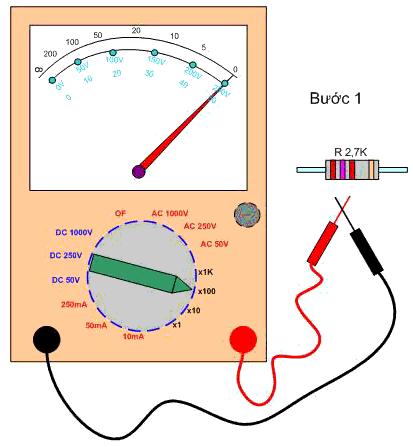 ∞ 200 100 50 20 10 5 0
0V 50V 100V 150V 200V 250V
0 10 20 30 40
Bước 1
R 2,7K
OF
AC 1000V
AC 250V
AC 50V
x1K
x100
x10
x1
10mA
50mA
250mA
DC 50V
DC 250V
DC 1000V